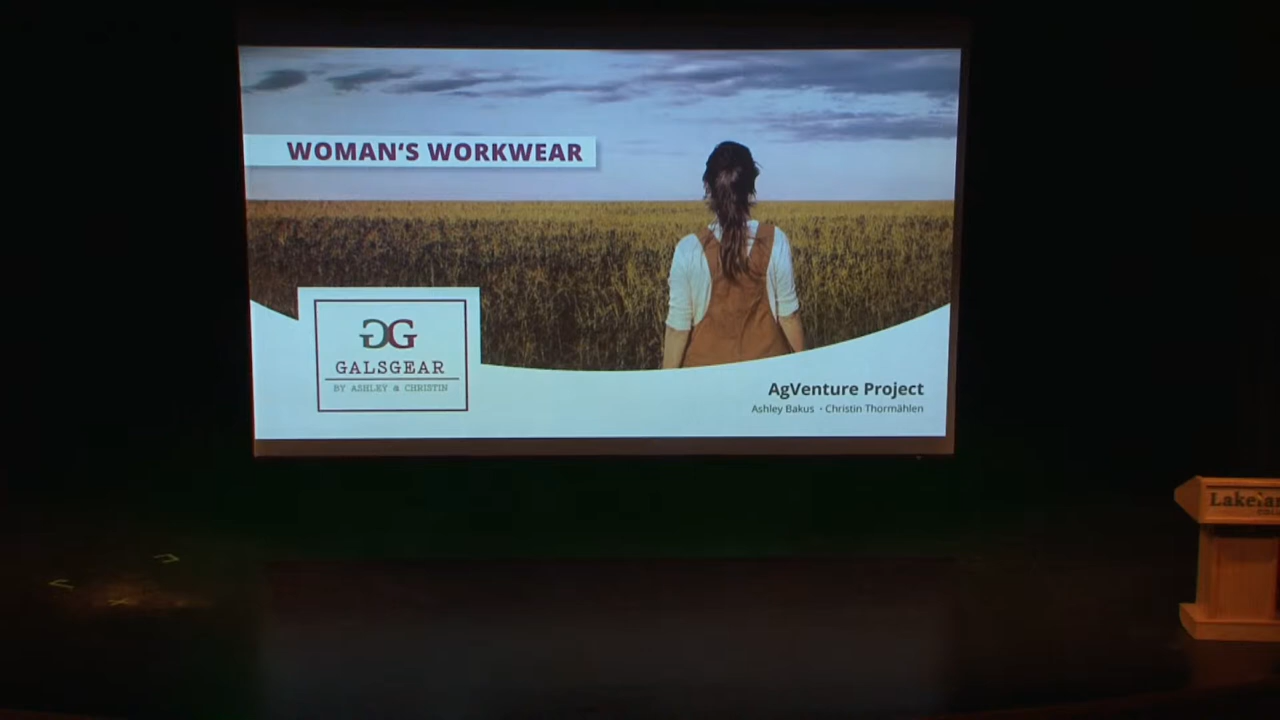 WOMAN‘S WORKWEAR
GG
GALSGEAR
BY ASHLEY & CHRISTIN
AgVenture Project
Ashley Bakus · Christin Thormählen